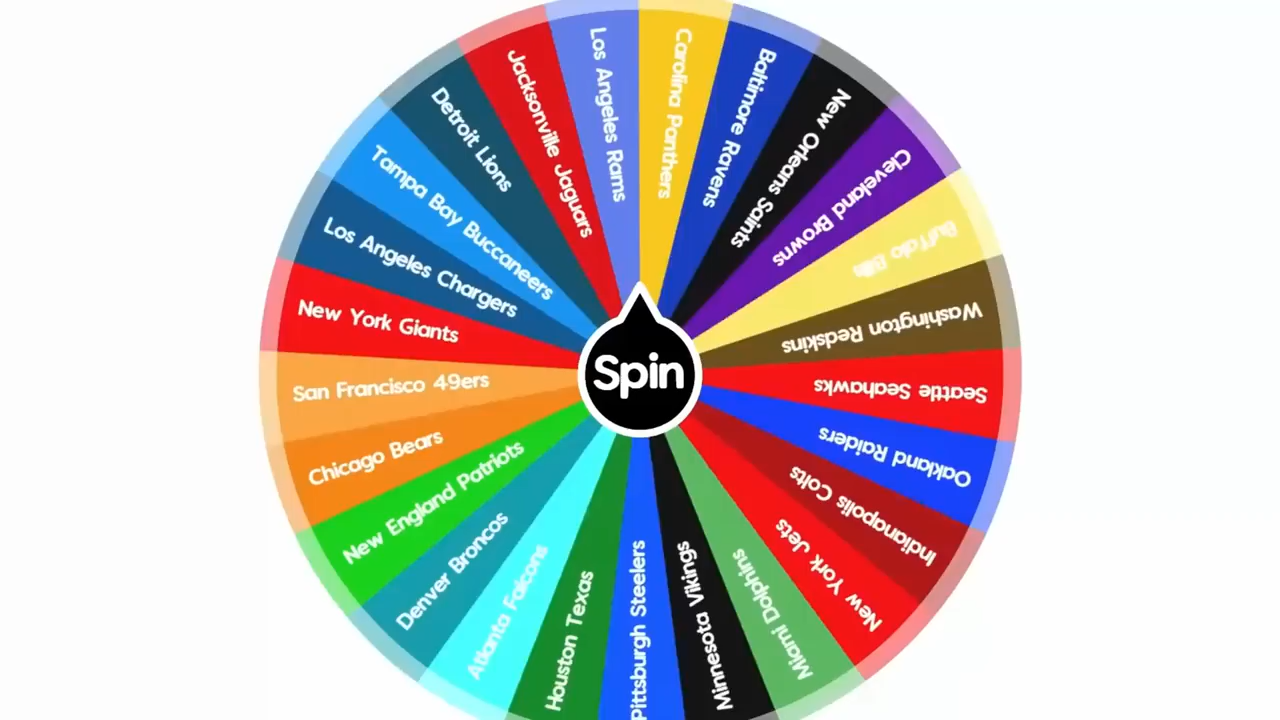 Carolina Panthers
Baltimore Ravens
New Orleans Saints
Cleveland Browns
Buffalo Bills
Washington Redskins
Seattle Seahawks
Oakland Raiders
Indianapolis Colts
New York Jets
Miami Dolphins
Minnesota Vikings
Pittsburgh Steelers
Houston Texas
Atlanta Falcons
Denver Broncos
New England Patriots
Chicago Bears
San Francisco 49ers
New York Giants
Los Angeles Chargers
Tampa Bay Buccaneers
Detroit Lions
Jacksonville Jaguars
Los Angeles Rams
Spin